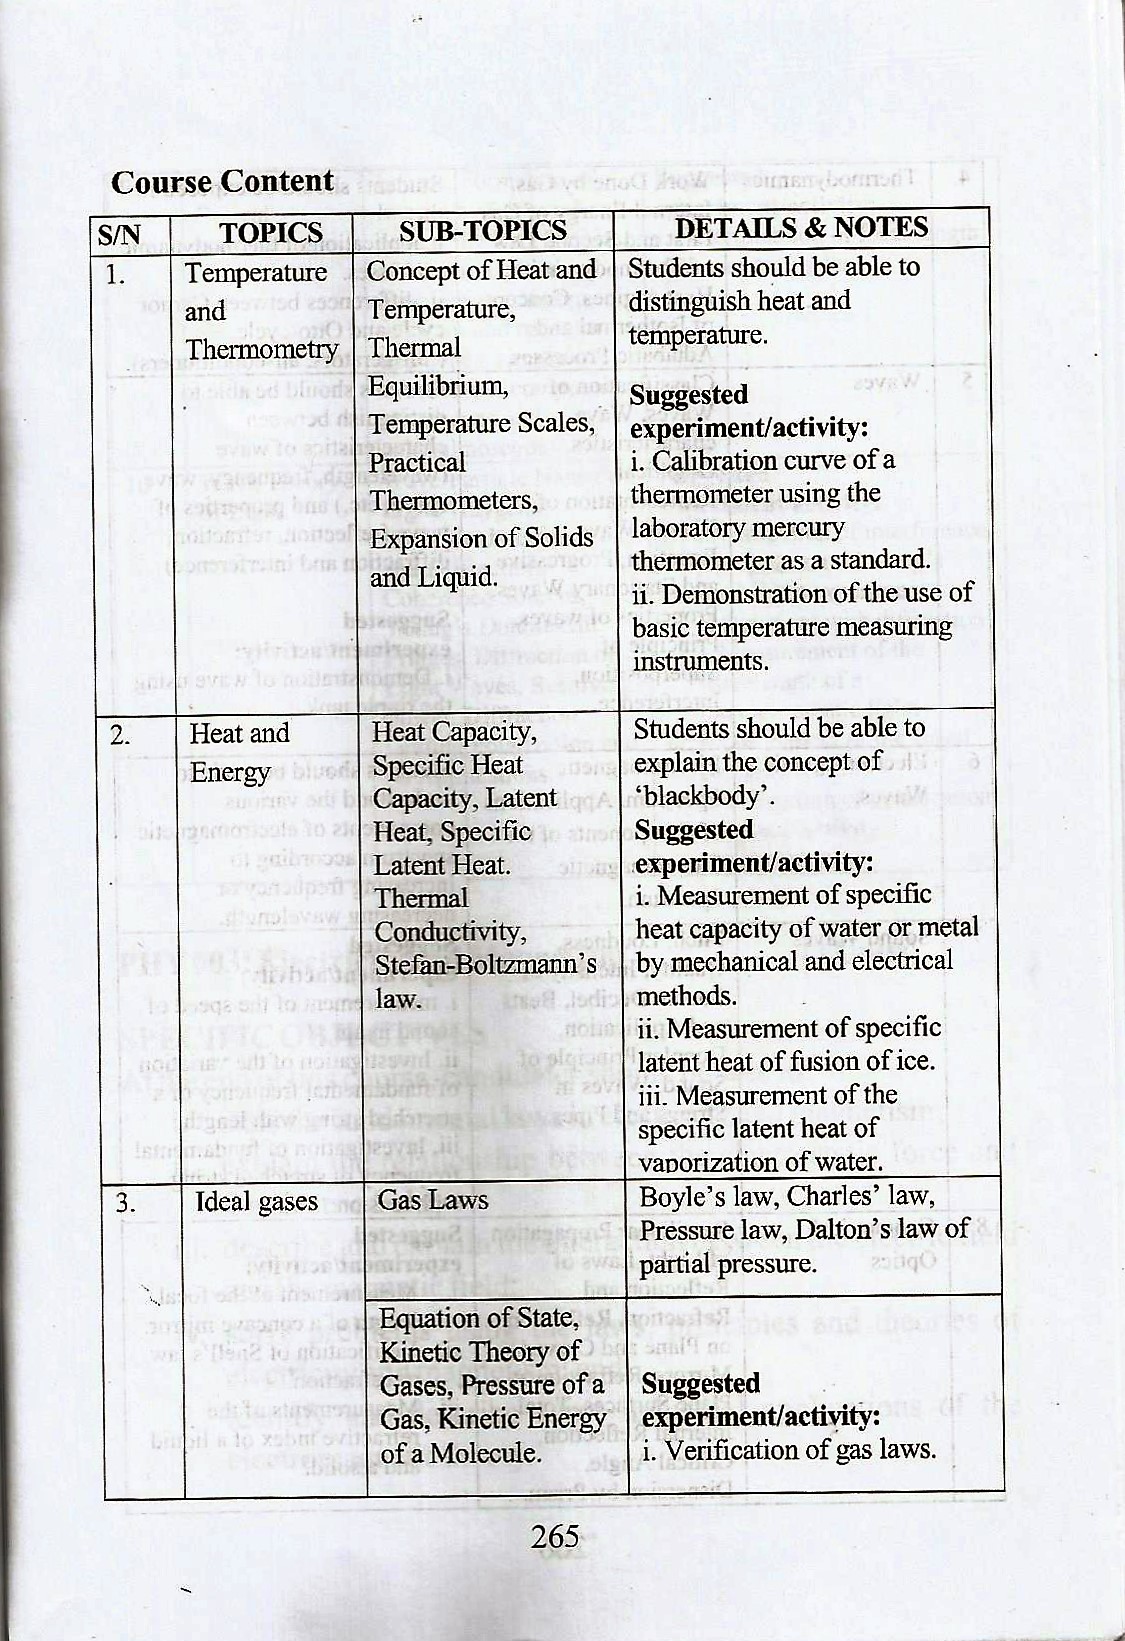 Course Content
S/N TOPICS SUB-TOPICS DETAILS & NOTES
1.
Temperature
and
Thermometry
Concept of Heat and
Temperature,
Thermal
Equilibrium,
Temperature Scales,
Practical
Thermometers,
Expansion of Solids
and Liquid.
Students should be able to
distinguish heat and
temperature.
Suggested
experiment/activity:
i. Calibration curve of a
thermometer using the
laboratory mercury
thermometer as a standard.
ii. Demonstration of the use of
basic temperature measuring
instruments.
2.
Heat and
Energy
Heat Capacity,
Specific Heat
Capacity, Latent
Heat, Specific
Latent Heat.
Thermal
Conductivity,
Stefan-Boltzmann’s
law.
Students should be able to
explain the concept of
‘blackbody’.
Suggested
experiment/activity:
i. Measurement of specific
heat capacity of water or metal
by mechanical and electrical
methods.
ii. Measurement of specific
latent heat of fusion of ice.
iii. Measurement of the
specific latent heat of
vaporization of water.
3.
Ideal gases
Gas Laws
Boyle’s law, Charles’ law,
Pressure law, Dalton’s law of
partial pressure.
Equation of State,
Kinetic Theory of
Gases, Pressure of a
Gas, Kinetic Energy
of a Molecule.
Suggested
experiment/activity:
i. Verification of gas laws.
265